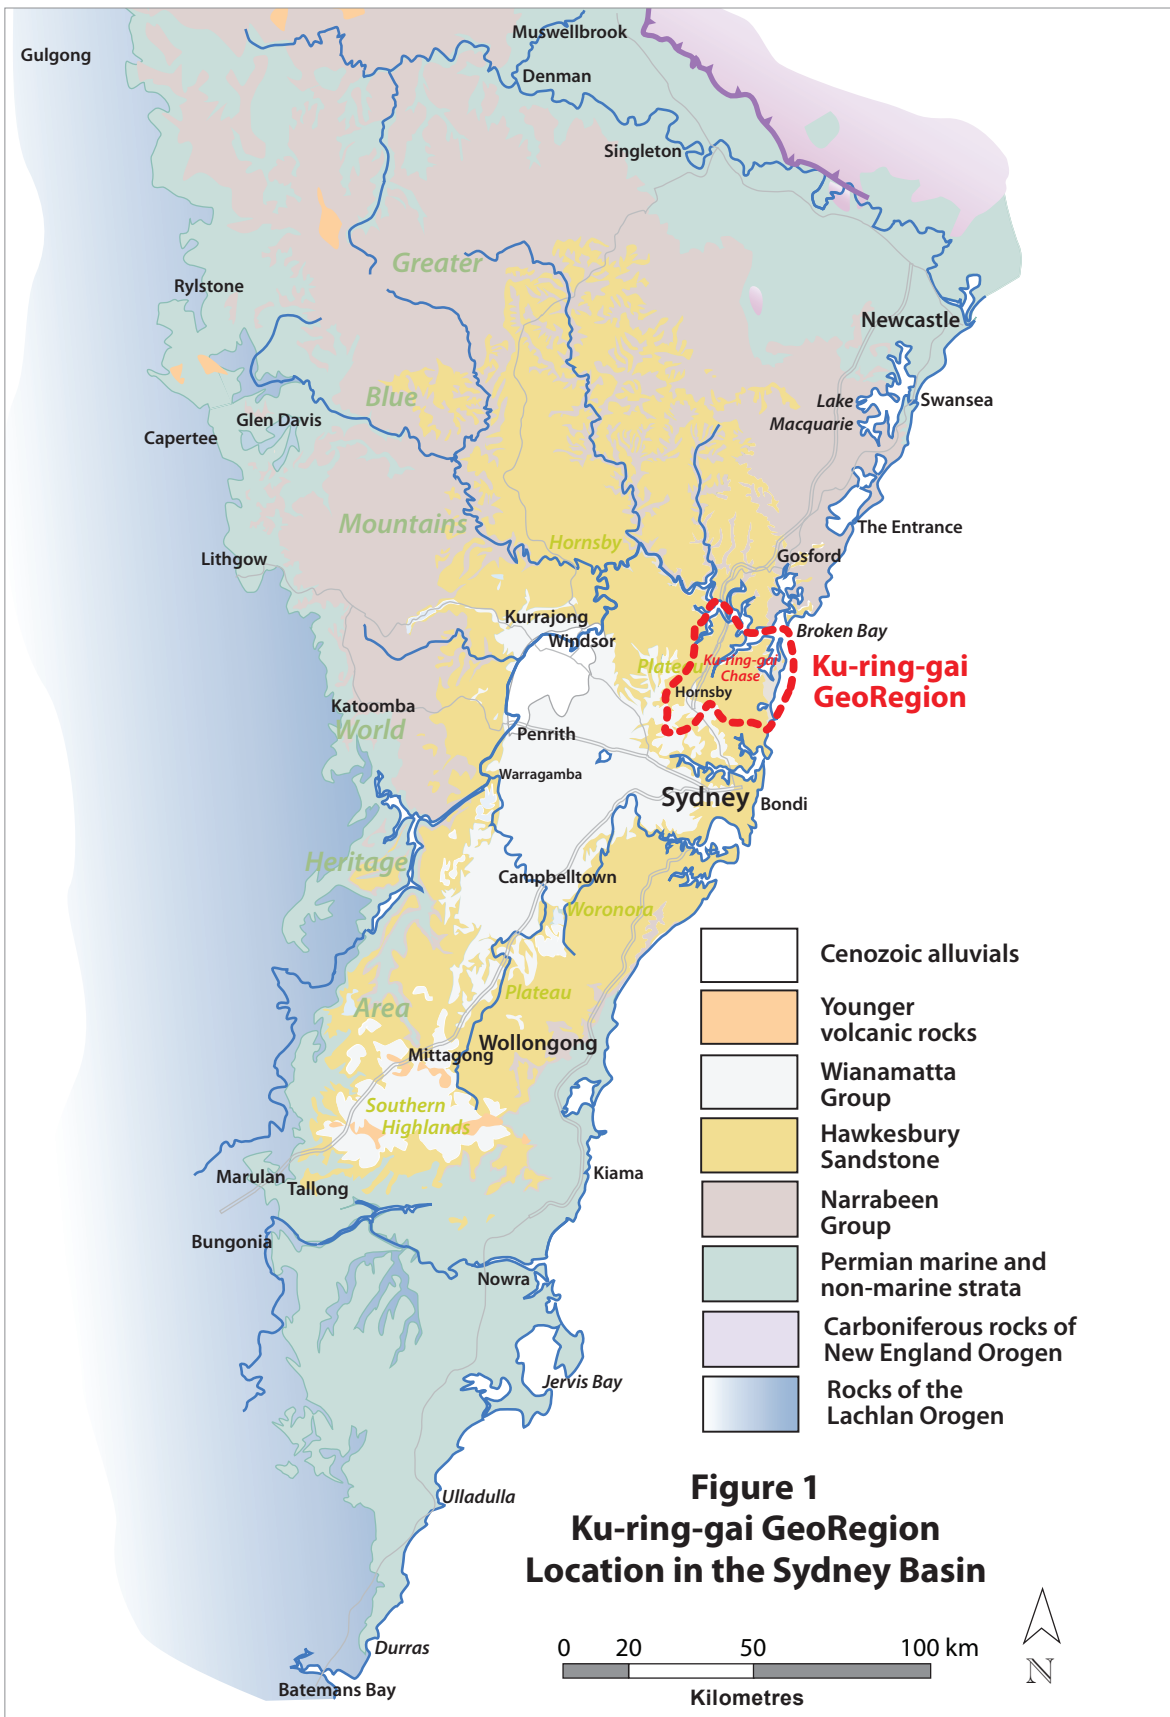 Muswellbrook
Gulgong
Denman
Singleton
Greater
Rylstone
Newcastle
Blue
Lake
Macquarie
Swansea
Glen Davis
Capertee
Mountains
The Entrance
Hornsby
Gosford
Lithgow
Kurrajong
Windsor
Broken Bay
Plateau
Ku-ring-gai
Chase
Ku-ring-gai
GeoRegion
Hornsby
Katoomba
World
Penrith
Warragamba
Sydney
Bondi
Heritage
Campbelltown
Woronora
Plateau
Area
Wollongong
Mittagong
Southern
Highlands
Kiama
Marulan
Tallong
Bungonia
Nowra
Jervis Bay
Ulladulla
Durras
Batemans Bay
Cenozoic alluvials
Younger
volcanic rocks
Wianamatta
Group
Hawkesbury
Sandstone
Narrabeen
Group
Permian marine and
non-marine strata
Carboniferous rocks of
New England Orogen
Rocks of the
Lachlan Orogen
Figure 1
Ku-ring-gai GeoRegion
Location in the Sydney Basin
0 20 50 100 km
Kilometres
N